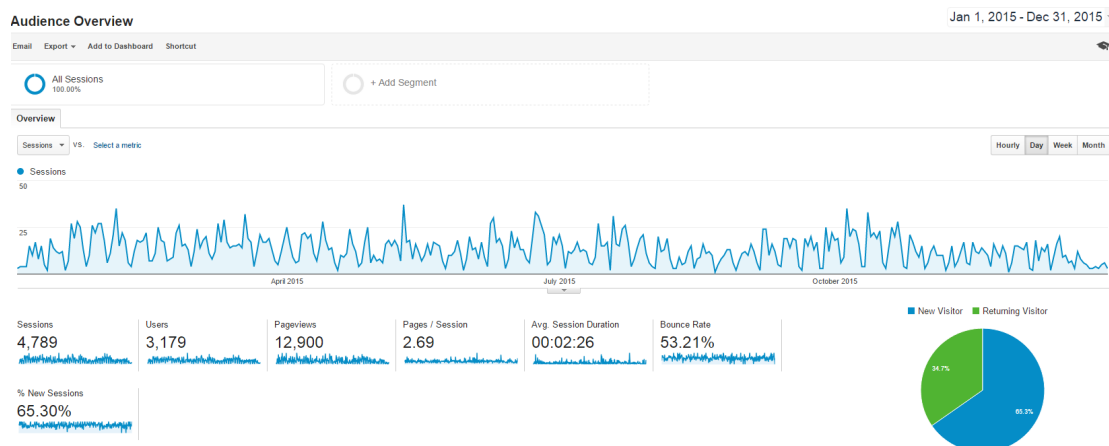 Audience Overview
Jan 1, 2015 - Dec 31, 2015
Email Export Add to Dashboard Shortcut
All Sessions
100.00%
+ Add Segment
Overview
Sessions VS. Select a metric
Hourly Day Week Month
Sessions
50
25
April 2015 July 2015 October 2015
New Visitor Returning Visitor
Sessions Users Pageviews Pages / Session Avg. Session Duration Bounce Rate
4,789 3,179 12,900 2.69 00:02:26 53.21%
34.7%
65.3%
% New Sessions
65.30%